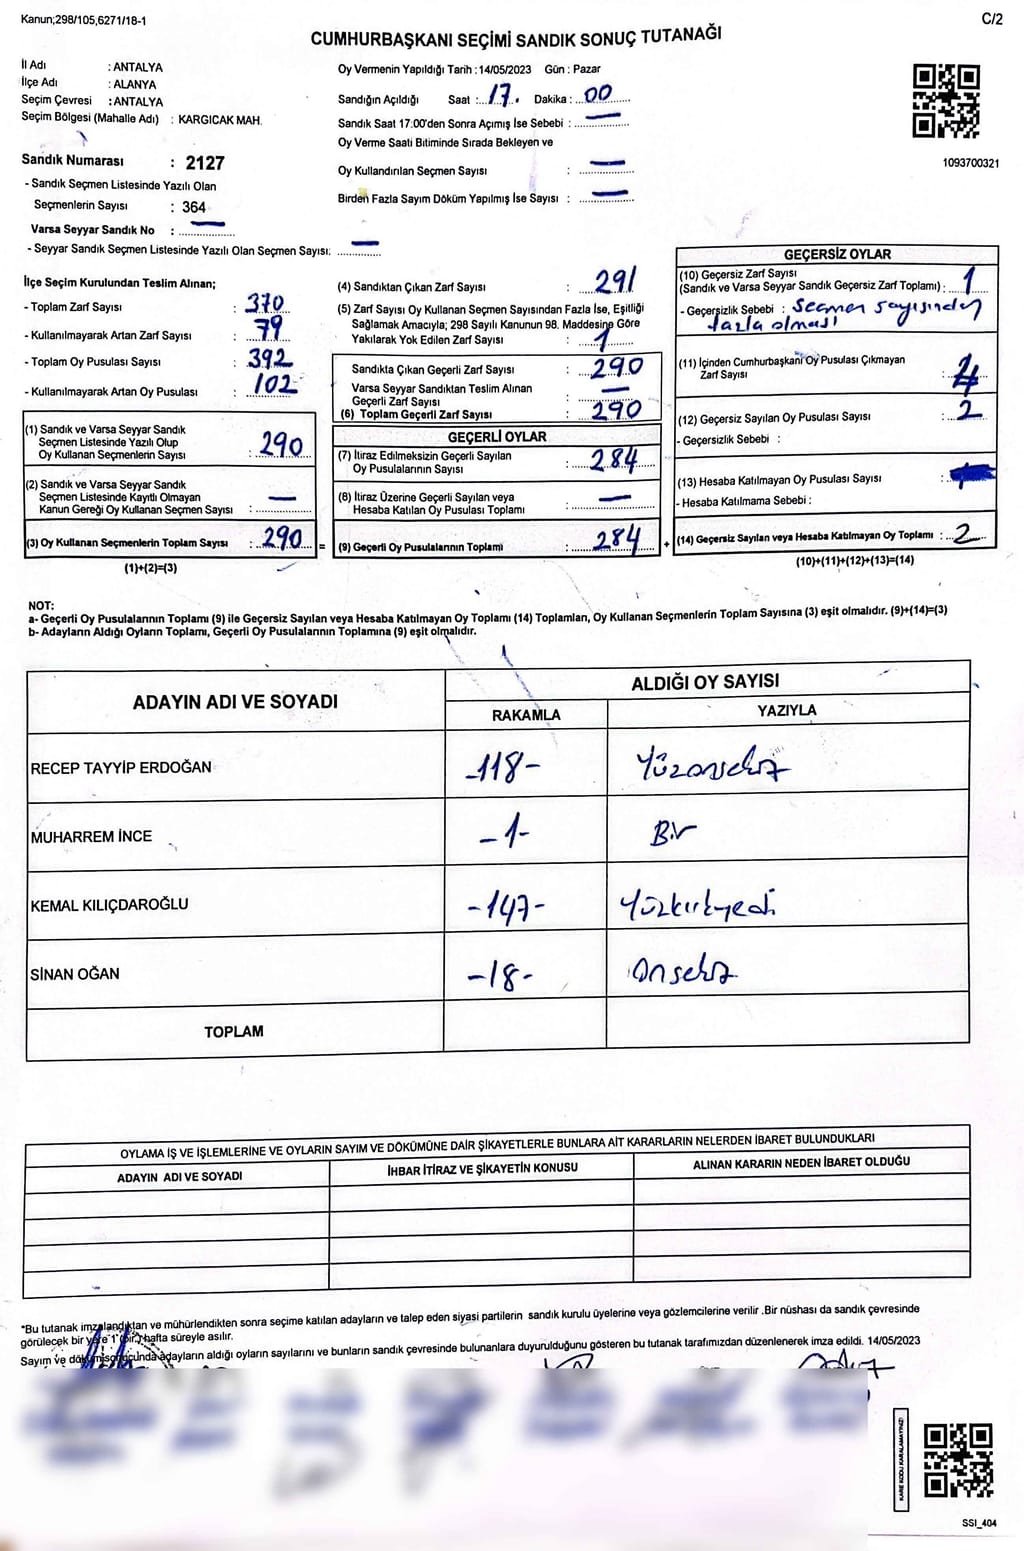 Kanun;298/105,6271/18-1
C/2
CUMHURBAŞKANI SEÇİMİ SANDIK SONUÇ TUTANAĞI
İl Adı : ANTALYA
İlçe Adı : ALANYA
Seçim Çevresi : ANTALYA
Seçim Bölgesi (Mahalle Adı) : KARGICAK MAH.
Sandık Numarası : 2127
- Sandık Seçmen Listesinde Yazılı Olan
Seçmenlerin Sayısı : 364
Varsa Seyyar Sandık No : —
- Seyyar Sandık Seçmen Listesinde Yazılı Olan Seçmen Sayısı: —
Oy Vermenin Yapıldığı Tarih : 14/05/2023 Gün : Pazar
Sandığın Açıldığı Saat : 17. Dakika : 00
Sandık Saat 17:00'den Sonra Açımış İse Sebebi : —
Oy Verme Saati Bitiminde Sırada Bekleyen ve
Oy Kullandırılan Seçmen Sayısı : —
Birden Fazla Sayım Döküm Yapılmış İse Sayısı : —
1093700321
İlçe Seçim Kurulundan Teslim Alınan;
- Toplam Zarf Sayısı : 370
- Kullanılmayarak Artan Zarf Sayısı : 79
- Toplam Oy Pusulası Sayısı : 392
- Kullanılmayarak Artan Oy Pusulası : 102
(1) Sandık ve Varsa Seyyar Sandık
Seçmen Listesinde Yazılı Olup
Oy Kullanan Seçmenlerin Sayısı : 290
(2) Sandık ve Varsa Seyyar Sandık
Seçmen Listesinde Kayıtlı Olmayan
Kanun Gereği Oy Kullanan Seçmen Sayısı : —
(3) Oy Kullanan Seçmenlerin Toplam Sayısı : 290 =
(1)+(2)=(3)
(4) Sandıktan Çıkan Zarf Sayısı : 291
(5) Zarf Sayısı Oy Kullanan Seçmen Sayısından Fazla İse, Eşitliği
Sağlamak Amacıyla; 298 Sayılı Kanunun 98. Maddesine Göre
Yakılarak Yok Edilen Zarf Sayısı : 1
Sandıkta Çıkan Geçerli Zarf Sayısı : 290
Varsa Seyyar Sandıktan Teslim Alınan
Geçerli Zarf Sayısı : —
(6) Toplam Geçerli Zarf Sayısı : 290
GEÇERLİ OYLAR
(7) İtiraz Edilmeksizin Geçerli Sayılan
Oy Pusulalarının Sayısı : 284
(8) İtiraz Üzerine Geçerli Sayılan veya
Hesaba Katılan Oy Pusulası Toplamı : —
(9) Geçerli Oy Pusulalarının Toplamı : 284 +
GEÇERSİZ OYLAR
(10) Geçersiz Zarf Sayısı
(Sandık ve Varsa Seyyar Sandık Geçersiz Zarf Toplamı) : 1
- Geçersizlik Sebebi : Seçmen sayısından
fazla olması
(11) İçinden Cumhurbaşkanı Oy Pusulası Çıkmayan
Zarf Sayısı :
(12) Geçersiz Sayılan Oy Pusulası Sayısı : 2
- Geçersizlik Sebebi :
(13) Hesaba Katılmayan Oy Pusulası Sayısı :
- Hesaba Katılmama Sebebi :
(14) Geçersiz Sayılan veya Hesaba Katılmayan Oy Toplamı : 2
(10)+(11)+(12)+(13)=(14)
NOT:
a- Geçerli Oy Pusulalarının Toplamı (9) ile Geçersiz Sayılan veya Hesaba Katılmayan Oy Toplamı (14) Toplamları, Oy Kullanan Seçmenlerin Toplam Sayısına (3) eşit olmalıdır. (9)+(14)=(3)
b- Adayların Aldığı Oyların Toplamı, Geçerli Oy Pusulalarının Toplamına (9) eşit olmalıdır.
ADAYIN ADI VE SOYADI
ALDIĞI OY SAYISI
RAKAMLA YAZIYLA
RECEP TAYYİP ERDOĞAN -118- Yüzonsekiz
MUHARREM İNCE -1- Bir
KEMAL KILIÇDAROĞLU -147- Yüzkırkyedi
SİNAN OĞAN -18- Onsekiz
TOPLAM
OYLAMA İŞ VE İŞLEMLERİNE VE OYLARIN SAYIM VE DÖKÜMÜNE DAİR ŞİKAYETLERLE BUNLARA AİT KARARLARIN NELERDEN İBARET BULUNDUKLARI
ADAYIN ADI VE SOYADI İHBAR İTİRAZ VE ŞİKAYETİN KONUSU ALINAN KARARIN NEDEN İBARET OLDUĞU
*Bu tutanak imzalandıktan ve mühürlendikten sonra seçime katılan adayların ve talep eden siyasi partilerin sandık kurulu üyelerine veya gözlemcilerine verilir .Bir nüshası da sandık çevresinde
görülecek bir yere 1 (bir) hafta süreyle asılır.
Sayım ve döküm sonucunda adayların aldığı oyların sayılarını ve bunların sandık çevresinde bulunanlara duyurulduğunu gösteren bu tutanak tarafımızdan düzenlenerek imza edildi. 14/05/2023
KARE KODU KARALAMAYINIZ!
SSI_404